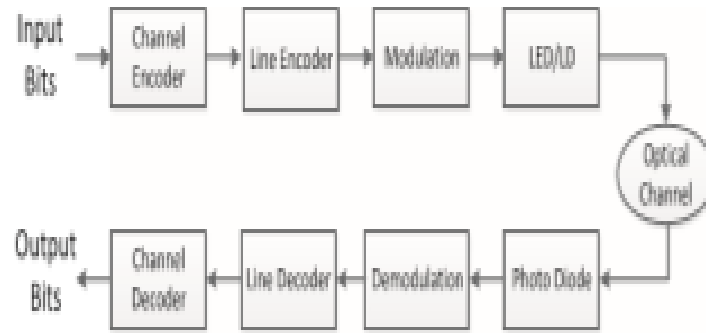 Input
Bits
Channel
Encoder
Line Encoder
Modulation
LED/LD
Optical
Channel
Output
Bits
Channel
Decoder
Line Decoder
Demodulation
Photo Diode